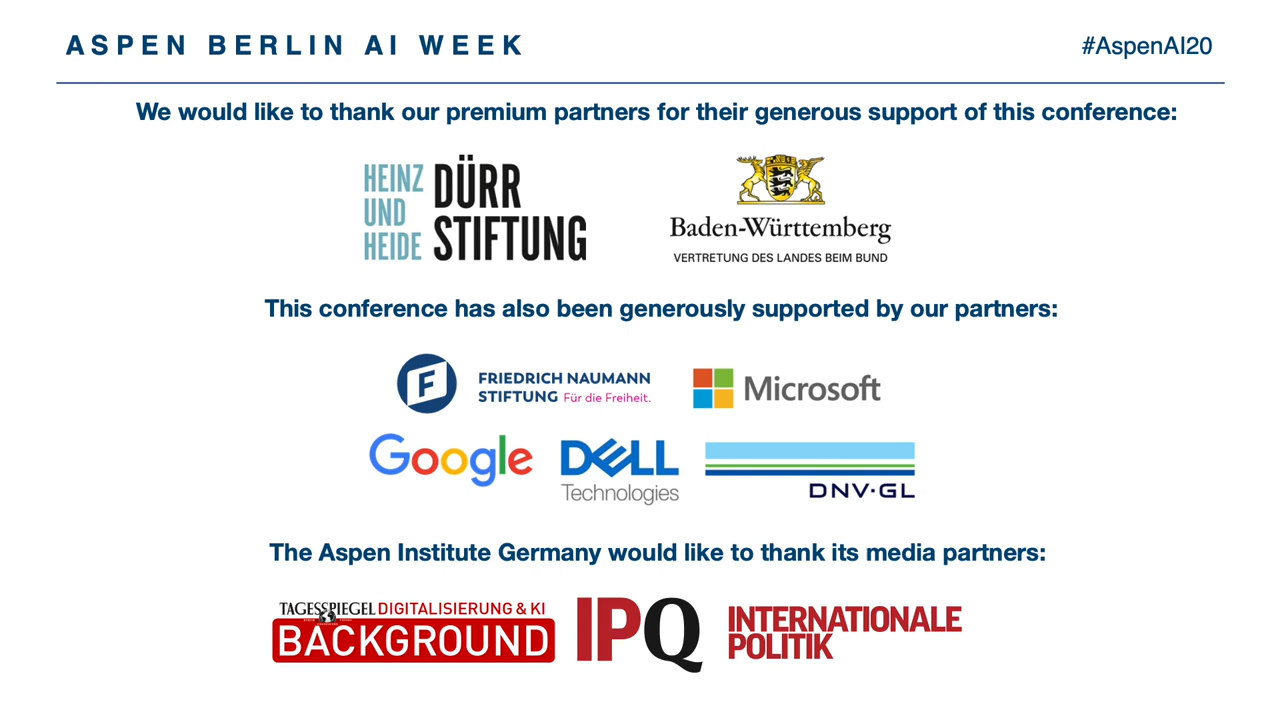 ASPEN BERLIN AI WEEK
#AspenAI20
We would like to thank our premium partners for their generous support of this conference:
HEINZ UND HEIDE
DÜRR STIFTUNG
Baden-Württemberg
VERTRETUNG DES LANDES BEIM BUND
This conference has also been generously supported by our partners:
F
FRIEDRICH NAUMANN
STIFTUNG Für die Freiheit.
Microsoft
Google
DELL
Technologies
DNV·GL
The Aspen Institute Germany would like to thank its media partners:
TAGESSPIEGEL DIGITALISIERUNG & KI
BACKGROUND
IPQ
INTERNATIONALE
POLITIK